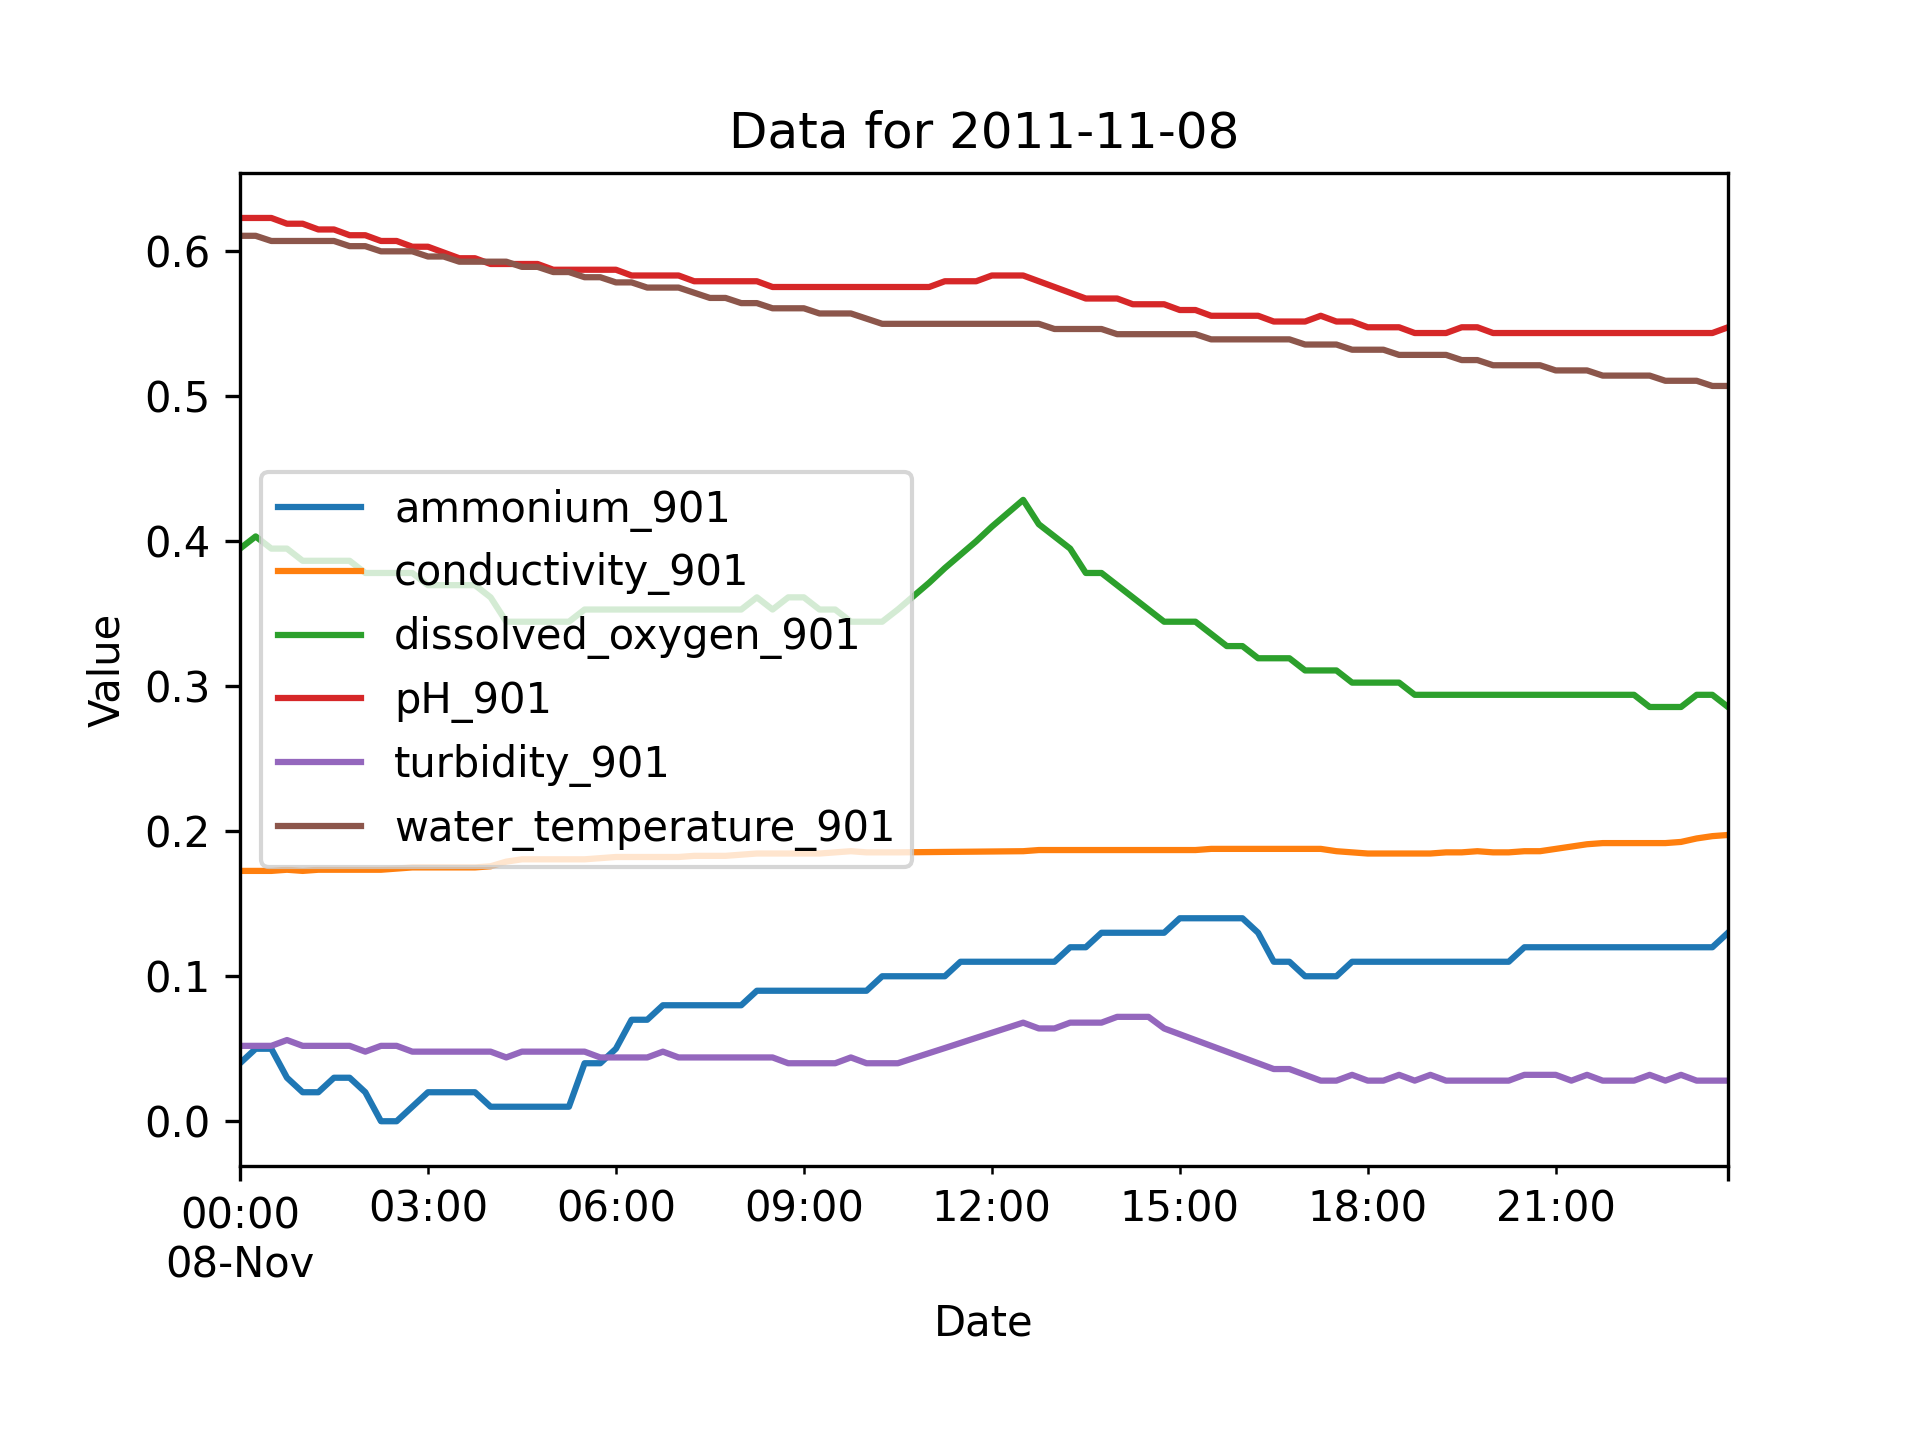 Data for 2011-11-08
0.6
0.5
0.4
0.3
0.2
0.1
0.0
Value
ammonium_901
conductivity_901
dissolved_oxygen_901
pH_901
turbidity_901
water_temperature_901
00:00 03:00 06:00 09:00 12:00 15:00 18:00 21:00
08-Nov
Date